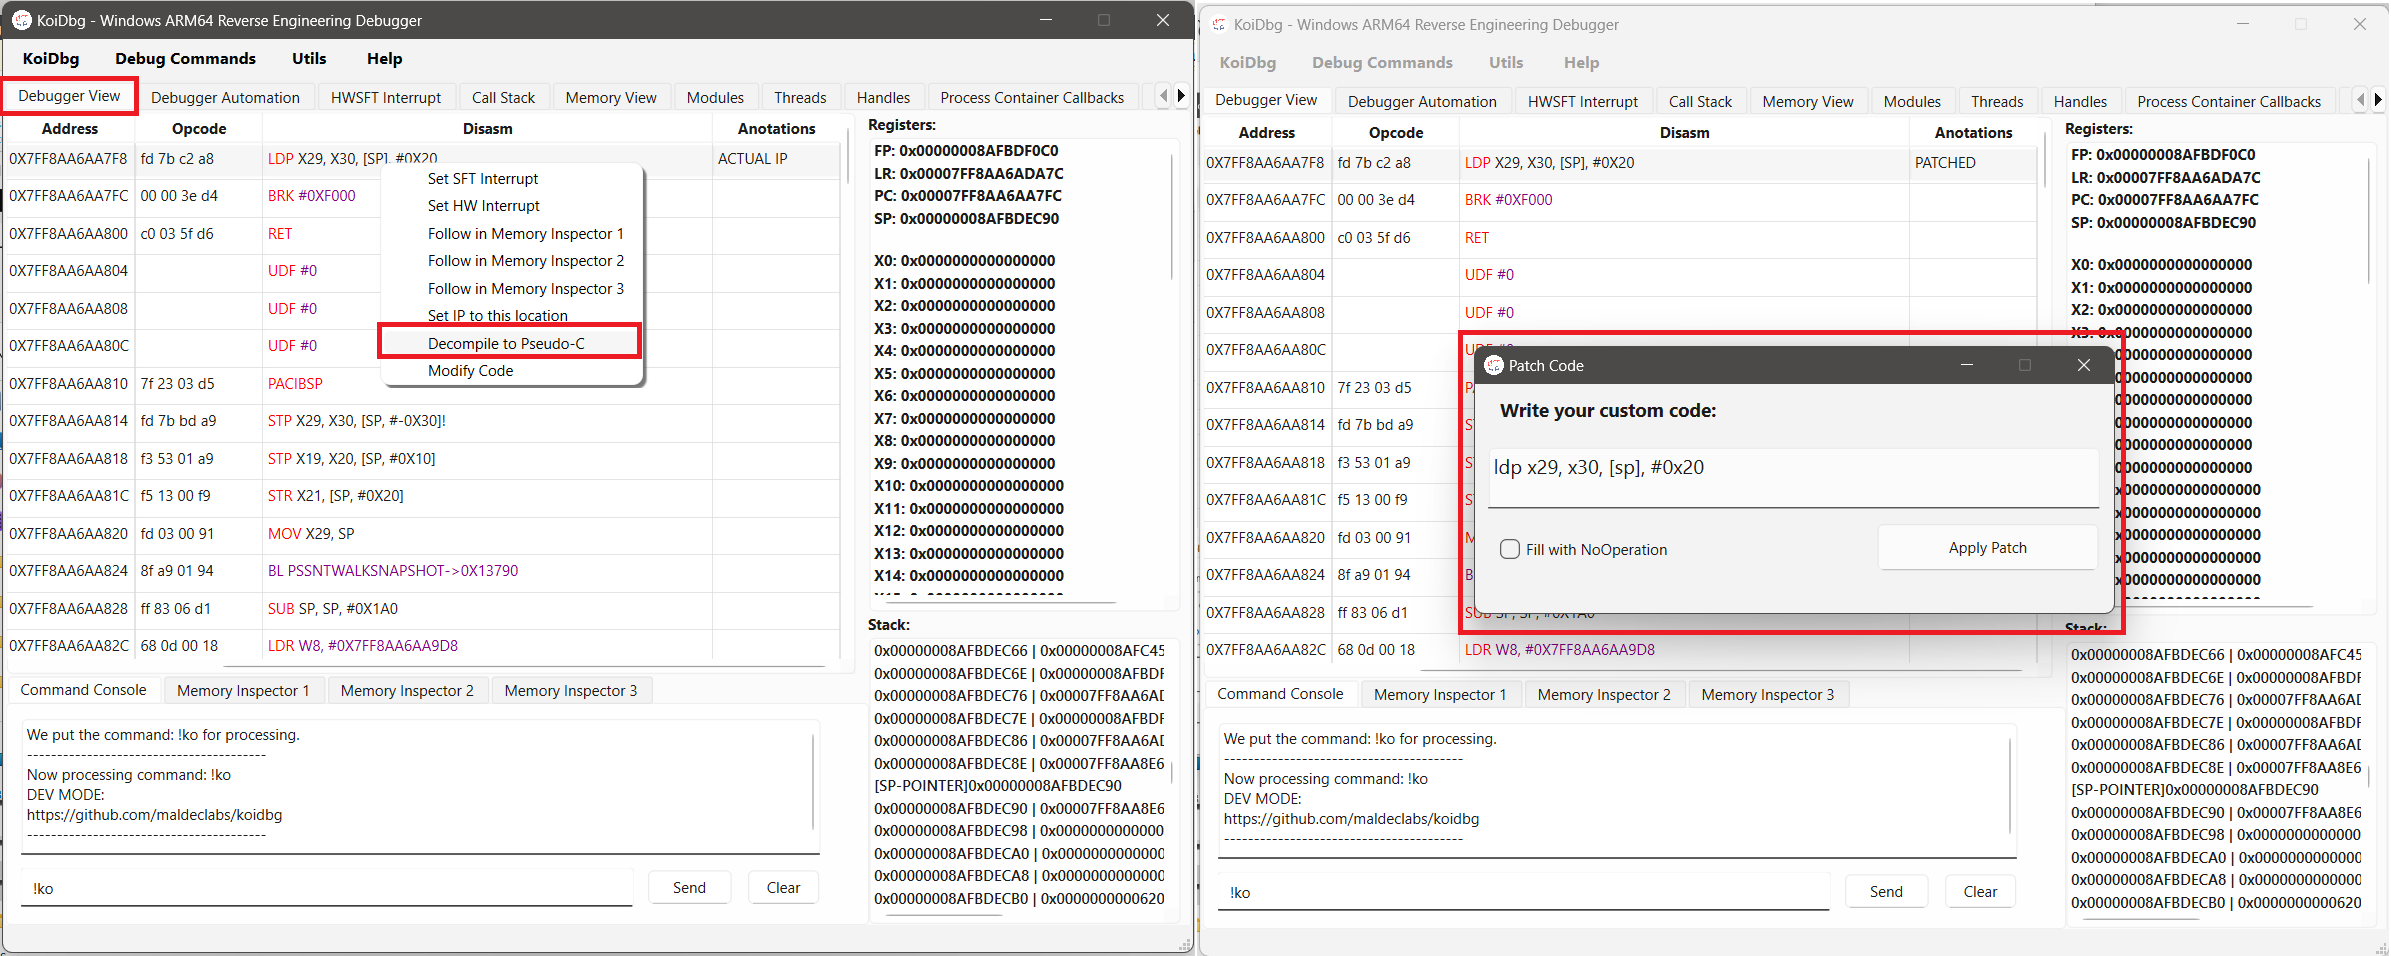 KoiDbg - Windows ARM64 Reverse Engineering Debugger
KoiDbg Debug Commands Utils Help
Debugger View Debugger Automation HWSFT Interrupt Call Stack Memory View Modules Threads Handles Process Container Callbacks
Address Opcode Disasm Anotations
0X7FF8AA6AA7F8 fd 7b c2 a8 LDP X29, X30, [SP], #0X20 ACTUAL IP
0X7FF8AA6AA7FC 00 00 3e d4 BRK #0XF000
0X7FF8AA6AA800 c0 03 5f d6 RET
0X7FF8AA6AA804 UDF #0
0X7FF8AA6AA808 UDF #0
0X7FF8AA6AA80C UDF #0
0X7FF8AA6AA810 7f 23 03 d5 PACIBSP
0X7FF8AA6AA814 fd 7b bd a9 STP X29, X30, [SP, #-0X30]!
0X7FF8AA6AA818 f3 53 01 a9 STP X19, X20, [SP, #0X10]
0X7FF8AA6AA81C f5 13 00 f9 STR X21, [SP, #0X20]
0X7FF8AA6AA820 fd 03 00 91 MOV X29, SP
0X7FF8AA6AA824 8f a9 01 94 BL PSSNTWALKSNAPSHOT->0X13790
0X7FF8AA6AA828 ff 83 06 d1 SUB SP, SP, #0X1A0
0X7FF8AA6AA82C 68 0d 00 18 LDR W8, #0X7FF8AA6AA9D8
Set SFT Interrupt
Set HW Interrupt
Follow in Memory Inspector 1
Follow in Memory Inspector 2
Follow in Memory Inspector 3
Set IP to this location
Decompile to Pseudo-C
Modify Code
Registers:
FP: 0x00000008AFBDF0C0
LR: 0x00007FF8AA6ADA7C
PC: 0x00007FF8AA6AA7FC
SP: 0x00000008AFBDEC90
X0: 0x0000000000000000
X1: 0x0000000000000000
X2: 0x0000000000000000
X3: 0x0000000000000000
X4: 0x0000000000000000
X5: 0x0000000000000000
X6: 0x0000000000000000
X7: 0x0000000000000000
X8: 0x0000000000000000
X9: 0x0000000000000000
X10: 0x0000000000000000
X11: 0x0000000000000000
X12: 0x0000000000000000
X13: 0x0000000000000000
X14: 0x0000000000000000
Stack:
0x00000008AFBDEC66 | 0x00000008AFC45
0x00000008AFBDEC6E | 0x00000008AFBDF
0x00000008AFBDEC76 | 0x00007FF8AA6AD
0x00000008AFBDEC7E | 0x00000008AFBDF
0x00000008AFBDEC86 | 0x00007FF8AA6AD
0x00000008AFBDEC8E | 0x00007FF8AA8E6
[SP-POINTER]0x00000008AFBDEC90
0x00000008AFBDEC90 | 0x00007FF8AA8E6
0x00000008AFBDEC98 | 0x0000000000000
0x00000008AFBDECA0 | 0x0000000000000
0x00000008AFBDECA8 | 0x0000000000000
0x00000008AFBDECB0 | 0x0000000000620
Command Console Memory Inspector 1 Memory Inspector 2 Memory Inspector 3
We put the command: !ko for processing.
----------------------------------------
Now processing command: !ko
DEV MODE:
https://github.com/maldeclabs/koidbg
----------------------------------------
!ko Send Clear
KoiDbg - Windows ARM64 Reverse Engineering Debugger
KoiDbg Debug Commands Utils Help
Debugger View Debugger Automation HWSFT Interrupt Call Stack Memory View Modules Threads Handles Process Container Callbacks
Address Opcode Disasm Anotations
0X7FF8AA6AA7F8 fd 7b c2 a8 LDP X29, X30, [SP], #0X20 PATCHED
0X7FF8AA6AA7FC 00 00 3e d4 BRK #0XF000
0X7FF8AA6AA800 c0 03 5f d6 RET
0X7FF8AA6AA804 UDF #0
0X7FF8AA6AA808 UDF #0
0X7FF8AA6AA80C
0X7FF8AA6AA810 7f 23 03 d5
0X7FF8AA6AA814 fd 7b bd a9
0X7FF8AA6AA818 f3 53 01 a9
0X7FF8AA6AA81C f5 13 00 f9
0X7FF8AA6AA820 fd 03 00 91
0X7FF8AA6AA824 8f a9 01 94
0X7FF8AA6AA828 ff 83 06 d1 SUB SP, SP, #0X1A0
0X7FF8AA6AA82C 68 0d 00 18 LDR W8, #0X7FF8AA6AA9D8
Patch Code
Write your custom code:
ldp x29, x30, [sp], #0x20
Fill with NoOperation Apply Patch
Registers:
FP: 0x00000008AFBDF0C0
LR: 0x00007FF8AA6ADA7C
PC: 0x00007FF8AA6AA7FC
SP: 0x00000008AFBDEC90
X0: 0x0000000000000000
X1: 0x0000000000000000
X2: 0x0000000000000000
X3: 0x0000000000000000
Stack:
0x00000008AFBDEC66 | 0x00000008AFC45
0x00000008AFBDEC6E | 0x00000008AFBDF
0x00000008AFBDEC76 | 0x00007FF8AA6AD
0x00000008AFBDEC7E | 0x00000008AFBDF
0x00000008AFBDEC86 | 0x00007FF8AA6AD
0x00000008AFBDEC8E | 0x00007FF8AA8E6
[SP-POINTER]0x00000008AFBDEC90
0x00000008AFBDEC90 | 0x00007FF8AA8E6
0x00000008AFBDEC98 | 0x0000000000000
0x00000008AFBDECA0 | 0x0000000000000
0x00000008AFBDECA8 | 0x0000000000000
0x00000008AFBDECB0 | 0x0000000000620
Command Console Memory Inspector 1 Memory Inspector 2 Memory Inspector 3
We put the command: !ko for processing.
----------------------------------------
Now processing command: !ko
DEV MODE:
https://github.com/maldeclabs/koidbg
----------------------------------------
!ko Send Clear